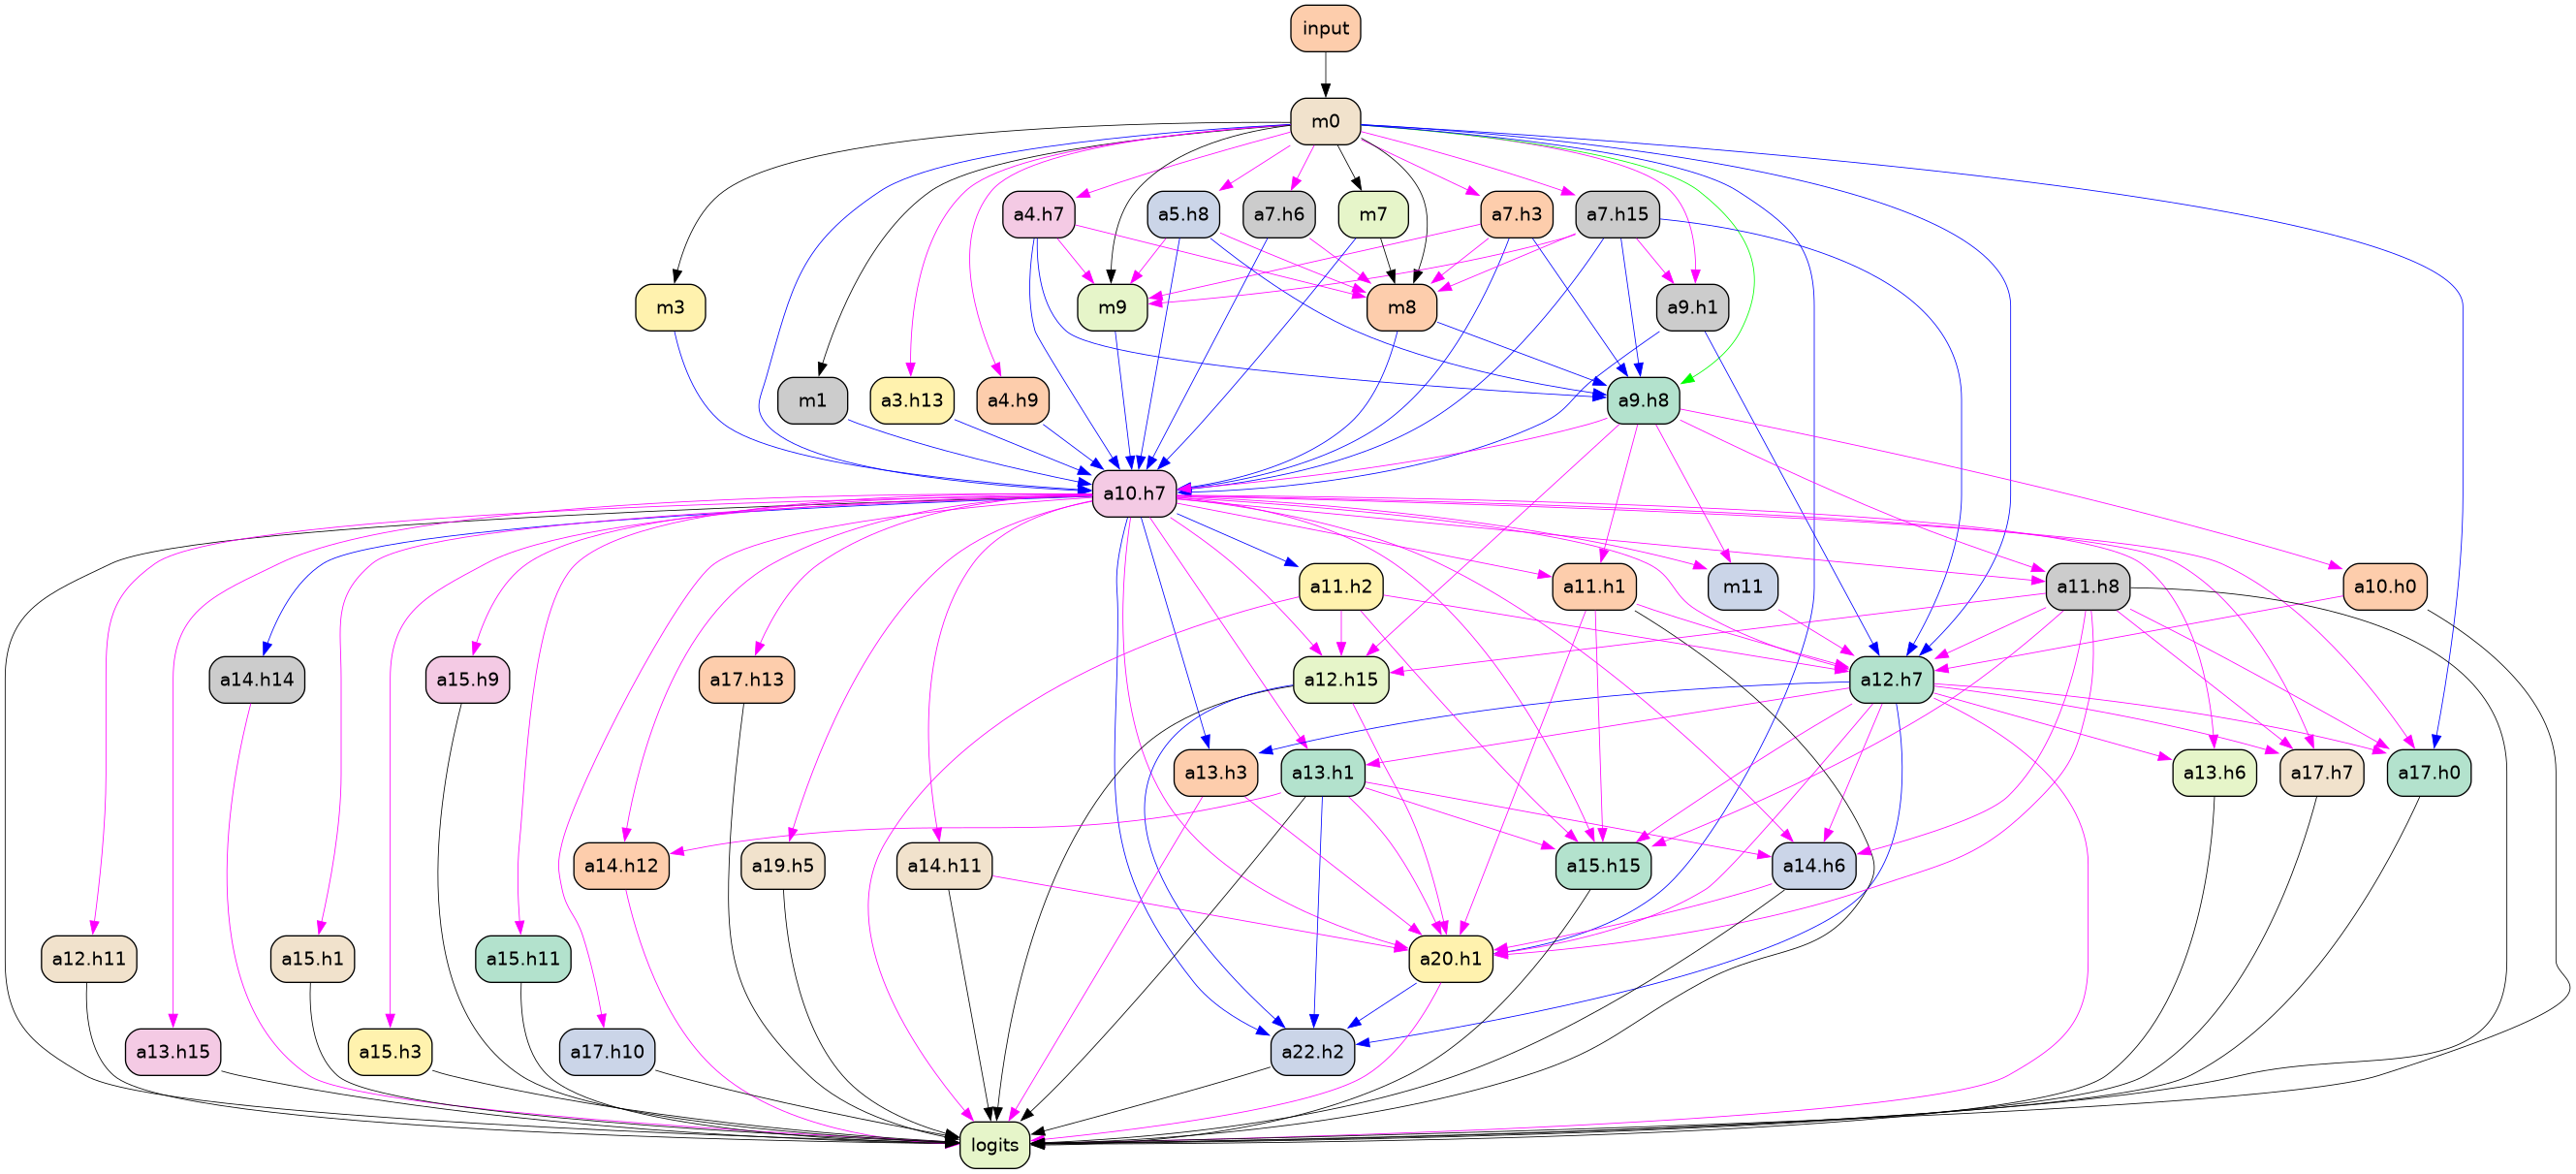 input
m0
a4.h7 a5.h8 a7.h6 m7 a7.h3 a7.h15
m3 m9 m8 a9.h1
m1 a3.h13 a4.h9 a9.h8
a10.h7
a11.h2 a11.h1 m11 a11.h8 a10.h0
a14.h14 a15.h9 a17.h13 a12.h15 a12.h7
a13.h3 a13.h1 a13.h6 a17.h7 a17.h0
a14.h12 a19.h5 a14.h11 a15.h15 a14.h6
a12.h11 a15.h1 a15.h11 a20.h1
a13.h15 a15.h3 a17.h10 a22.h2
logits